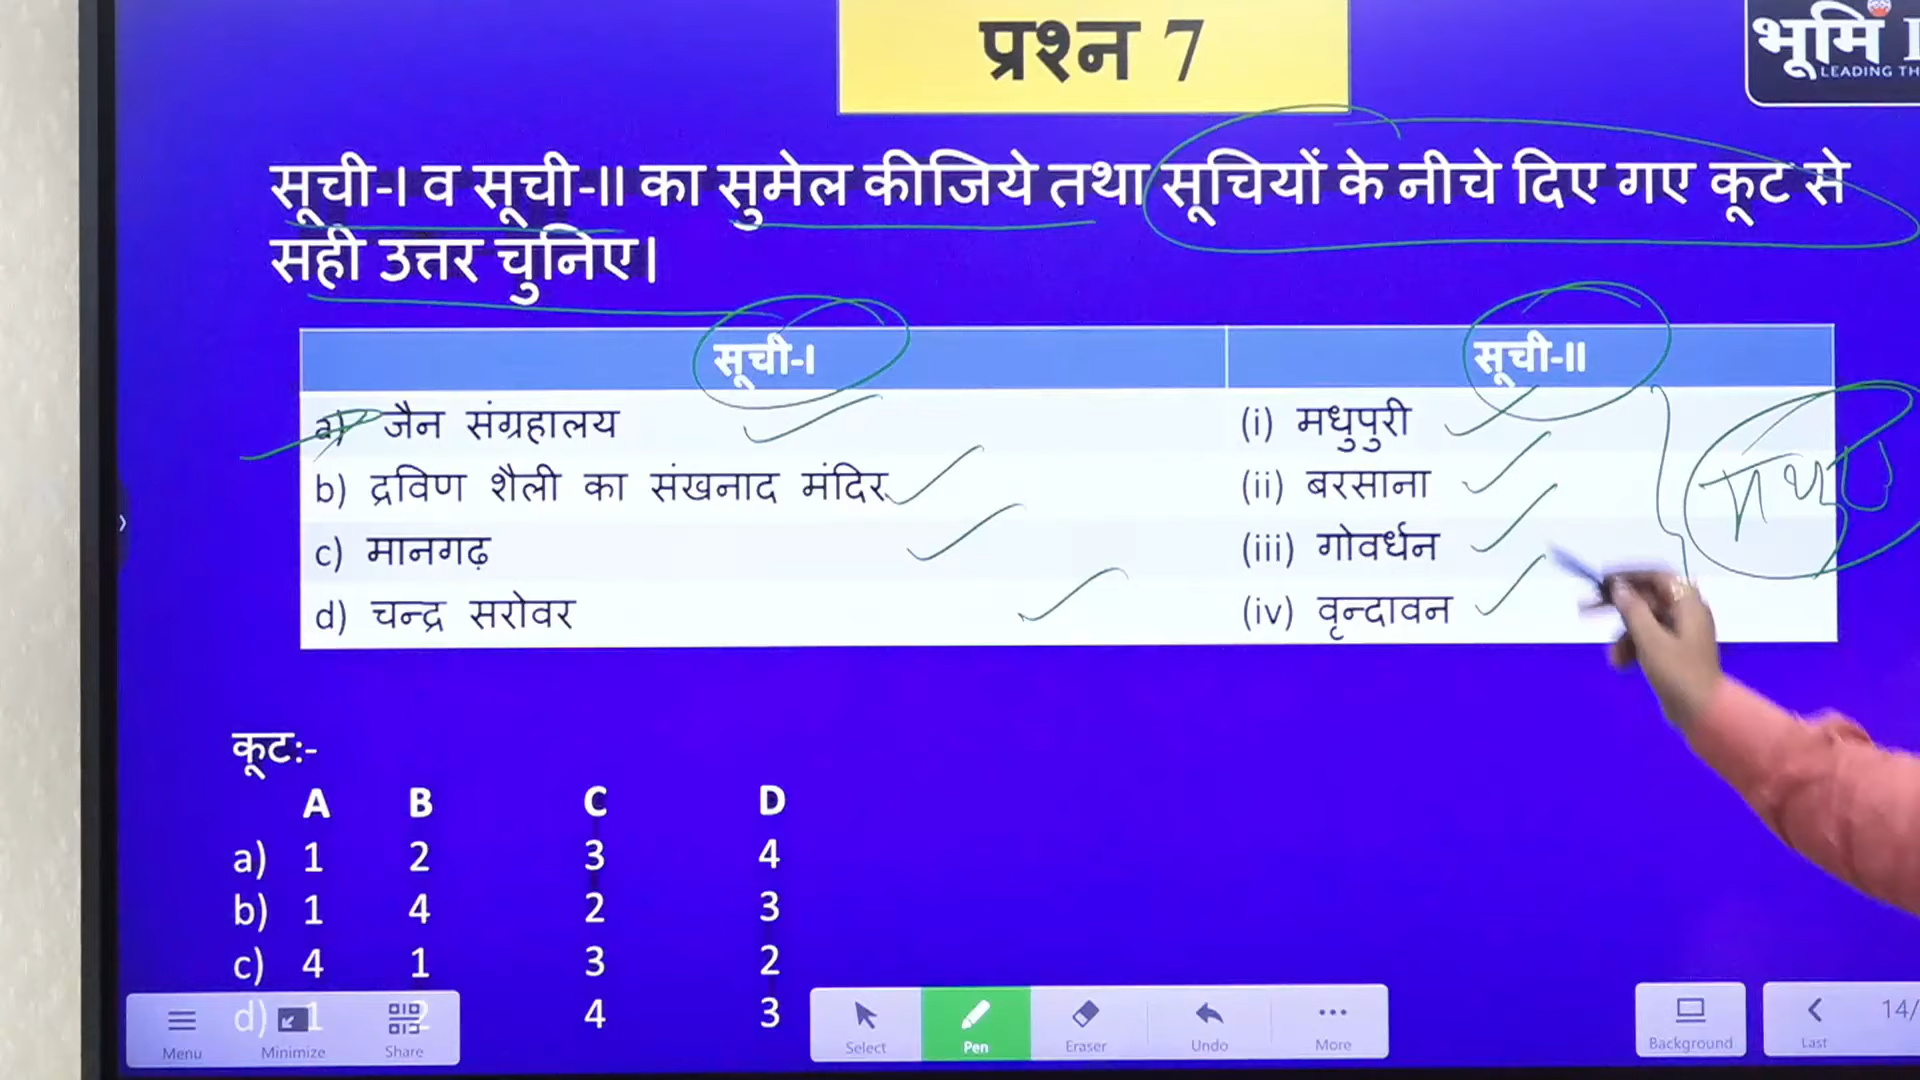 प्रश्न 7
भूमि
LEADING TH
सूची-I व सूची-II का सुमेल कीजिये तथा सूचियों के नीचे दिए गए कूट से
सही उत्तर चुनिए।
सूची-I सूची-II
a) जैन संग्रहालय (i) मधुपुरी
b) द्रविण शैली का संखनाद मंदिर (ii) बरसाना
c) मानगढ़ (iii) गोवर्धन
d) चन्द्र सरोवर (iv) वृन्दावन
कूट:-
A B C D
a) 1 2 3 4
b) 1 4 2 3
c) 4 1 3 2
d) 1 2 4 3
Menu Minimize Share Select Pen Eraser Undo More Background Last 14/